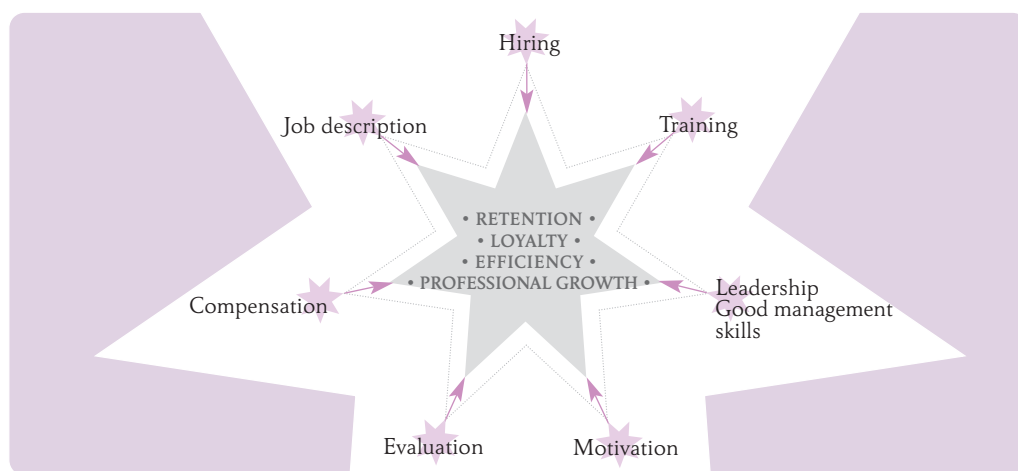 Hiring
Job description
Training
• RETENTION •
• LOYALTY •
• EFFICIENCY •
• PROFESSIONAL GROWTH •
Compensation
Leadership
Good management
skills
Evaluation
Motivation